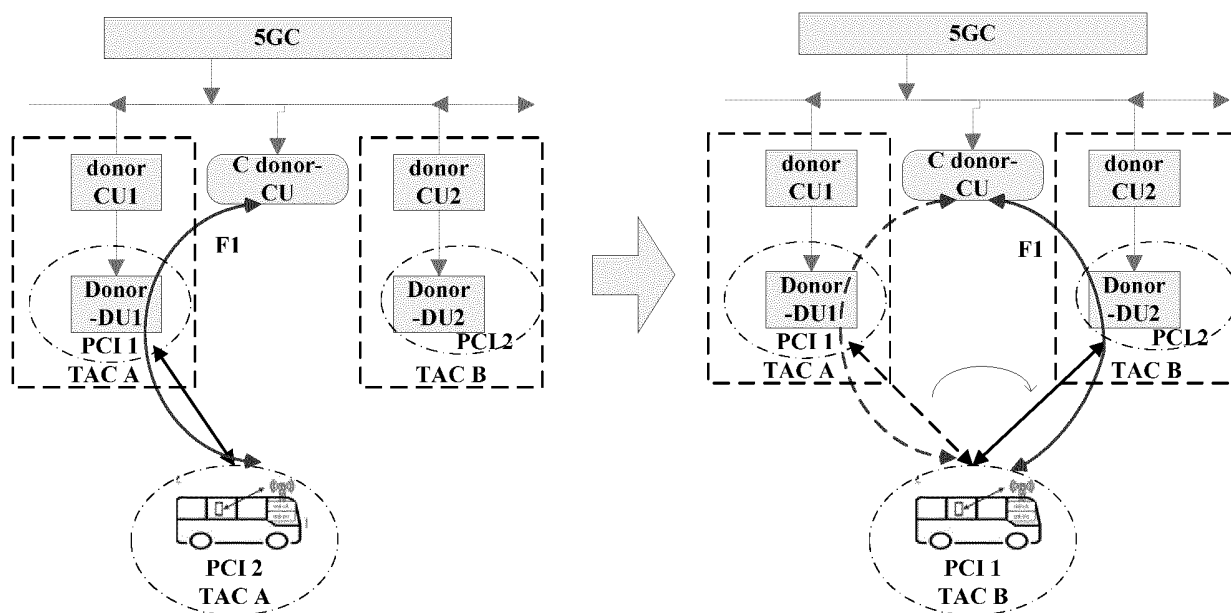 5GC
donor
CU1
C donor-
CU
donor
CU2
F1
Donor
-DU1
PCI 1
TAC A
Donor
-DU2
PCI 2
TAC B
PCI 2
TAC A
5GC
donor
CU1
C donor-
CU
donor
CU2
F1
Donor
-DU1
PCI 1
TAC A
Donor
-DU2
PCI 2
TAC B
PCI 1
TAC B